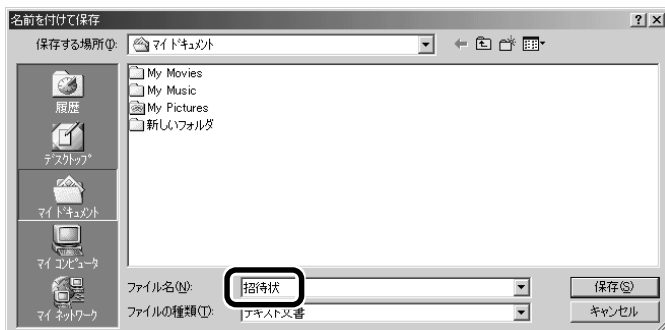 名前を付けて保存
保存する場所(I): マイ ドキュメント
My Movies
My Music
My Pictures
新しいフォルダ
履歴
デスクトップ
マイ ドキュメント
マイ コンピュータ
マイ ネットワーク
ファイル名(N): 招待状 保存(S)
ファイルの種類(T): テキスト文書 キャンセル